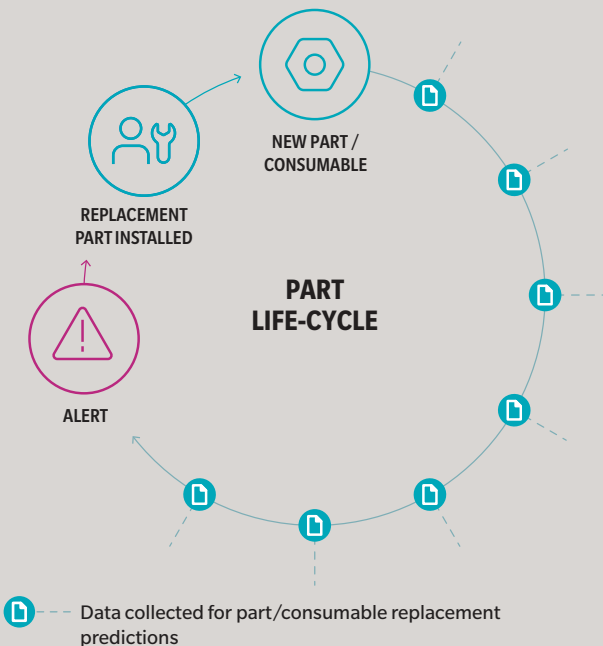 NEW PART /
CONSUMABLE
REPLACEMENT
PART INSTALLED
PART
LIFE-CYCLE
ALERT
Data collected for part/consumable replacement
predictions